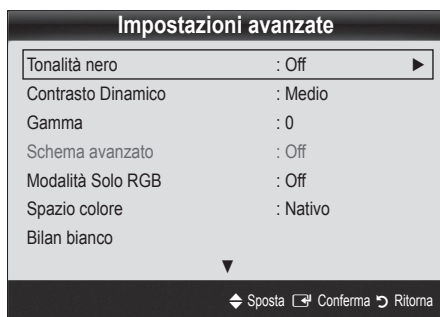 Impostazioni avanzate
Tonalità nero : Off ▶
Contrasto Dinamico : Medio
Gamma : 0
Schema avanzato : Off
Modalità Solo RGB : Off
Spazio colore : Nativo
Bilan bianco
▼
Sposta Conferma Ritorna